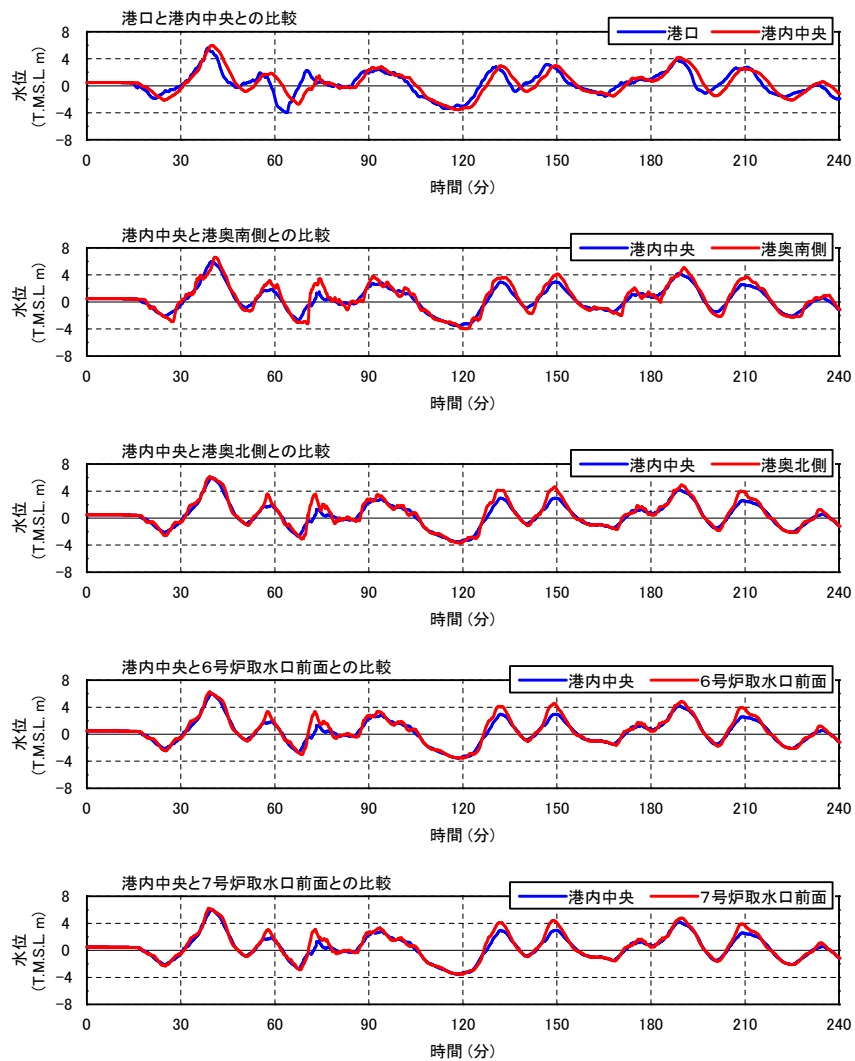 港口と港内中央との比較
港口 港内中央
水位
(T.M.S.L. m)
8
4
0
−4
−8
0 30 60 90 120 150 180 210 240
時間 (分)
港内中央と港奥南側との比較
港内中央 港奥南側
水位
(T.M.S.L. m)
8
4
0
−4
−8
0 30 60 90 120 150 180 210 240
時間 (分)
港内中央と港奥北側との比較
港内中央 港奥北側
水位
(T.M.S.L. m)
8
4
0
−4
−8
0 30 60 90 120 150 180 210 240
時間 (分)
港内中央と6号炉取水口前面との比較
港内中央 6号炉取水口前面
水位
(T.M.S.L. m)
8
4
0
−4
−8
0 30 60 90 120 150 180 210 240
時間 (分)
港内中央と7号炉取水口前面との比較
港内中央 7号炉取水口前面
水位
(T.M.S.L. m)
8
4
0
−4
−8
0 30 60 90 120 150 180 210 240
時間 (分)